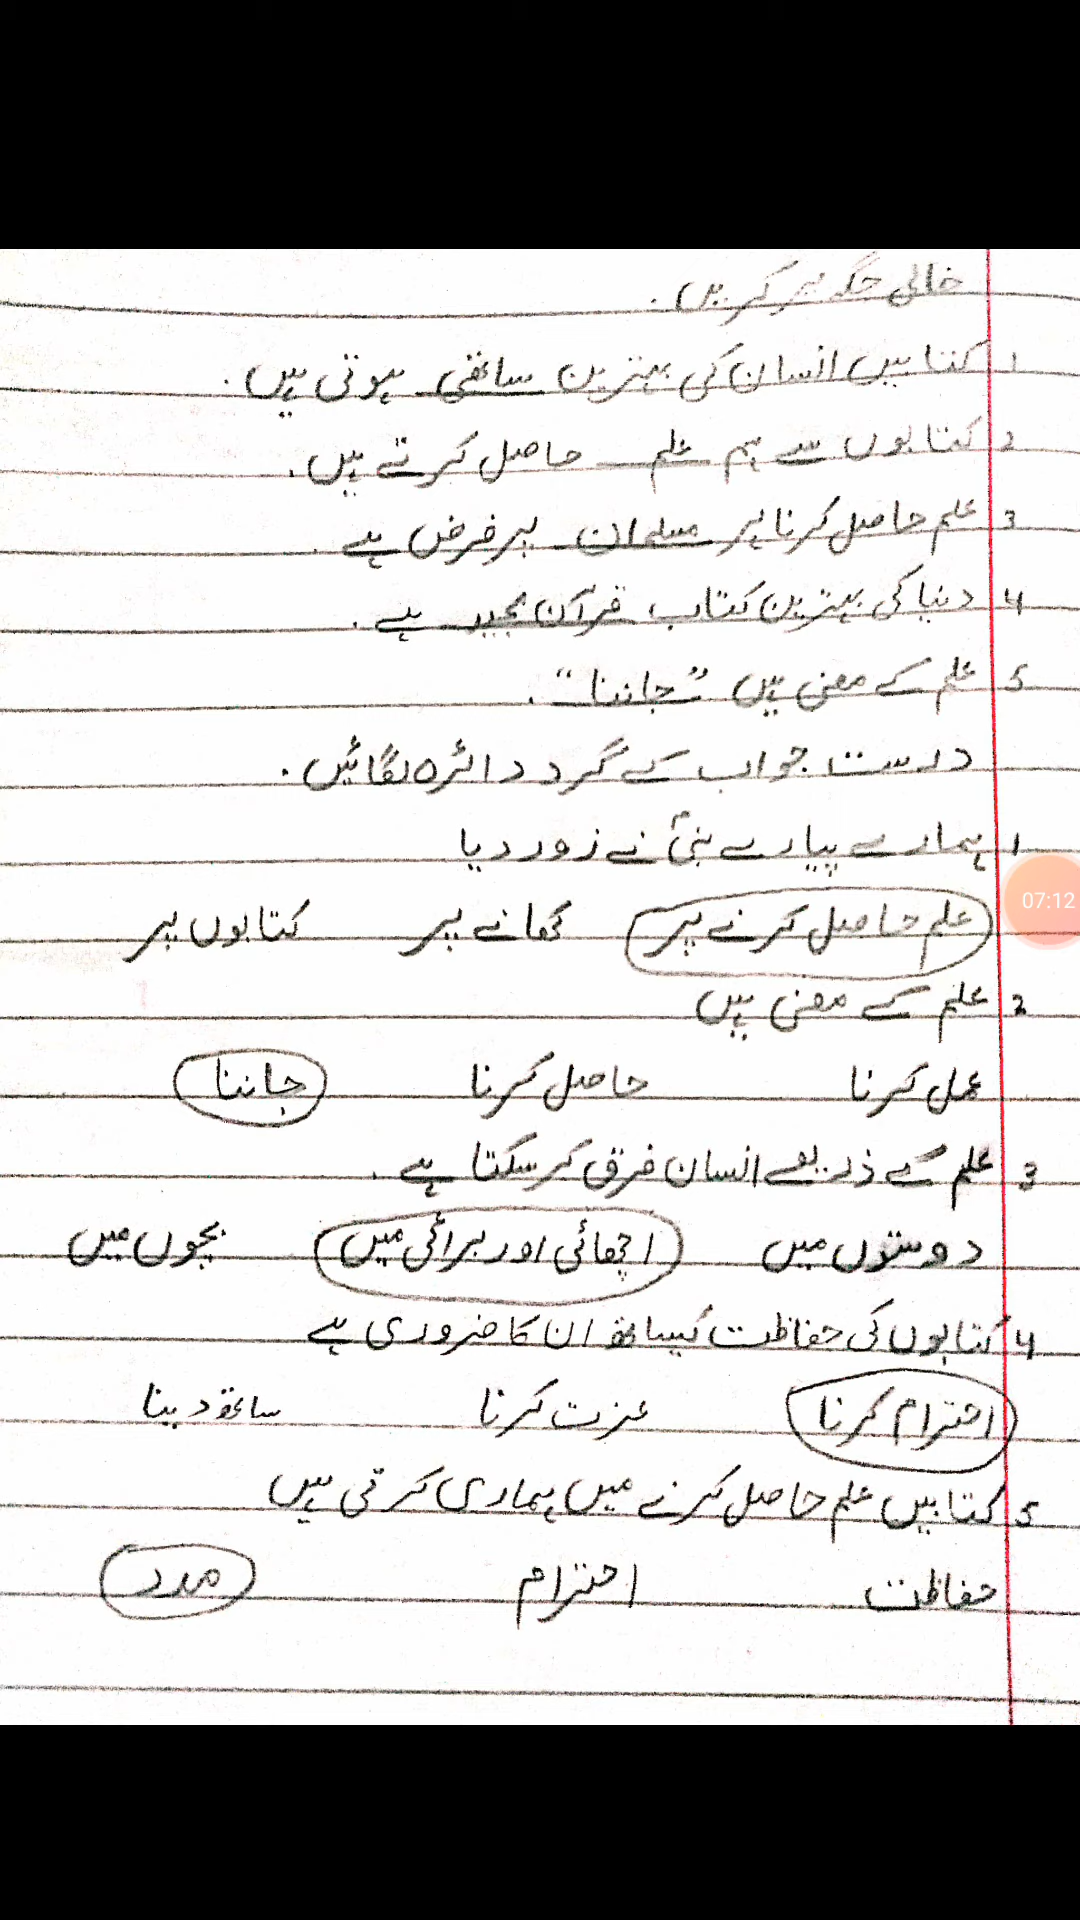 خالی جگہ پر کریں.
1 کتابیں انسان کی بہترین ساتھی ہوتی ہیں.
2 کتابوں سے ہم علم حاصل کرتے ہیں.
3 علم حاصل کرنا ہر مسلمان پر فرض ہے.
4 دنیا کی بہترین کتاب قرآن مجید ہے.
5 علم کے معنی ہیں "جاننا".
درست جواب کے گرد دائرہ لگائیں.
1 ہمارے پیارے نبیؐ نے زور دیا
علم حاصل کرنے پر کھانے پر کتابوں پر
2 علم کے معنی ہیں
عمل کرنا حاصل کرنا جاننا
3 علم کے ذریعے انسان فرق کر سکتا ہے.
دوستوں میں اچھائی اور برائی میں بچوں میں
4 کتابوں کی حفاظت کیساتھ ان کا ضروری ہے
احترام کرنا عزت کرنا ساتھ دینا
5 کتابیں علم حاصل کرنے میں ہماری کرتی ہیں
حفاظت احترام مدد
07:12